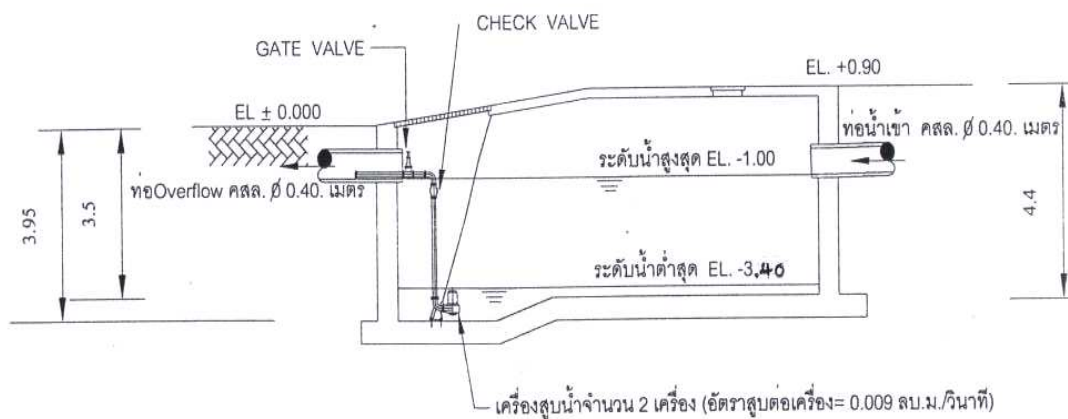 CHECK VALVE
GATE VALVE
EL. +0.90
EL ± 0.000
ท่อน้ำเข้า คสล. Ø 0.40. เมตร
ระดับน้ำสูงสุด EL. -1.00
ท่อOverflow คสล. Ø 0.40. เมตร
3.95
3.5
4.4
ระดับน้ำต่ำสุด EL. -3.40
เครื่องสูบน้ำจำนวน 2 เครื่อง (อัตราสูบต่อเครื่อง= 0.009 ลบ.ม./วินาที)